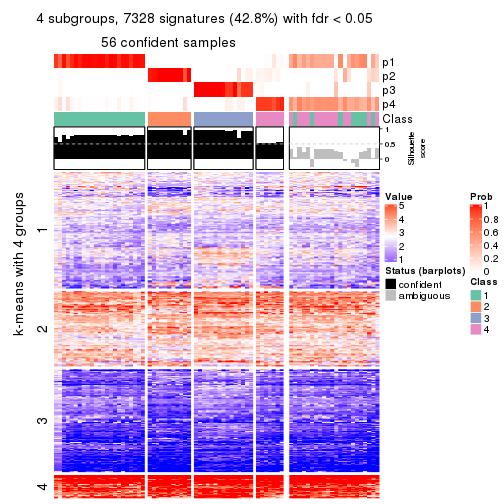 4 subgroups, 7328 signatures (42.8%) with fdr < 0.05
56 confident samples
p1
p2
p3
p4
Class
1
0.5
0
Silhouette
score
k-means with 4 groups
1
2
3
4
Value
5
4
3
2
1
Status (barplots)
confident
ambiguous
Prob
1
0.8
0.6
0.4
0.2
0
Class
1
2
3
4